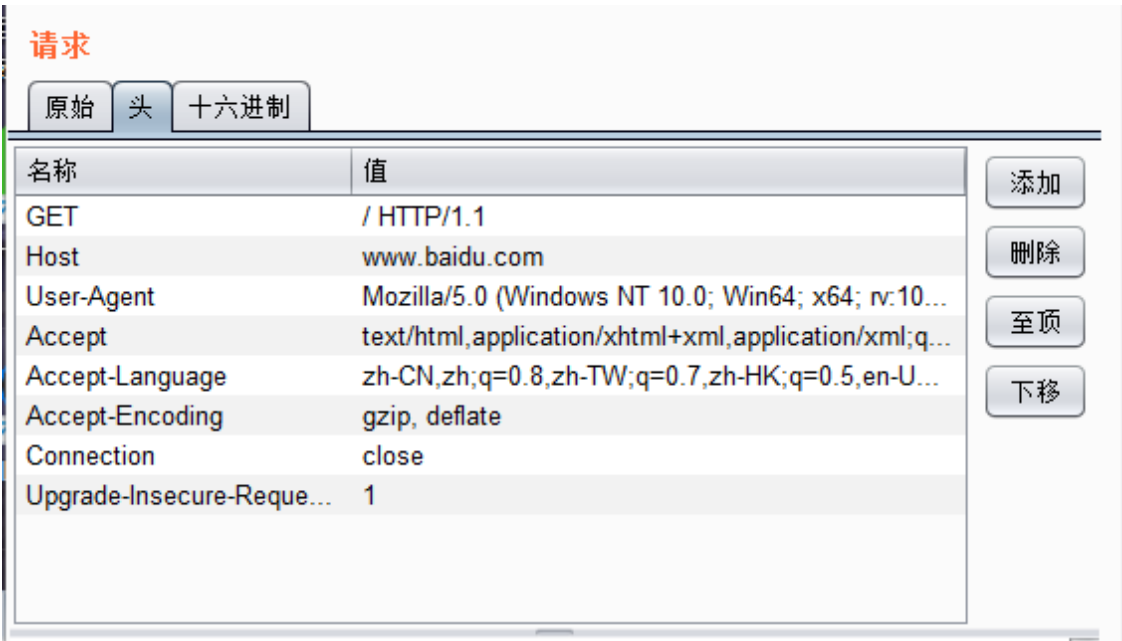 请求
原始 头 十六进制
名称 值
GET / HTTP/1.1
Host www.baidu.com
User-Agent Mozilla/5.0 (Windows NT 10.0; Win64; x64; rv:10...
Accept text/html,application/xhtml+xml,application/xml;q...
Accept-Language zh-CN,zh;q=0.8,zh-TW;q=0.7,zh-HK;q=0.5,en-U...
Accept-Encoding gzip, deflate
Connection close
Upgrade-Insecure-Reque... 1
添加
删除
至顶
下移